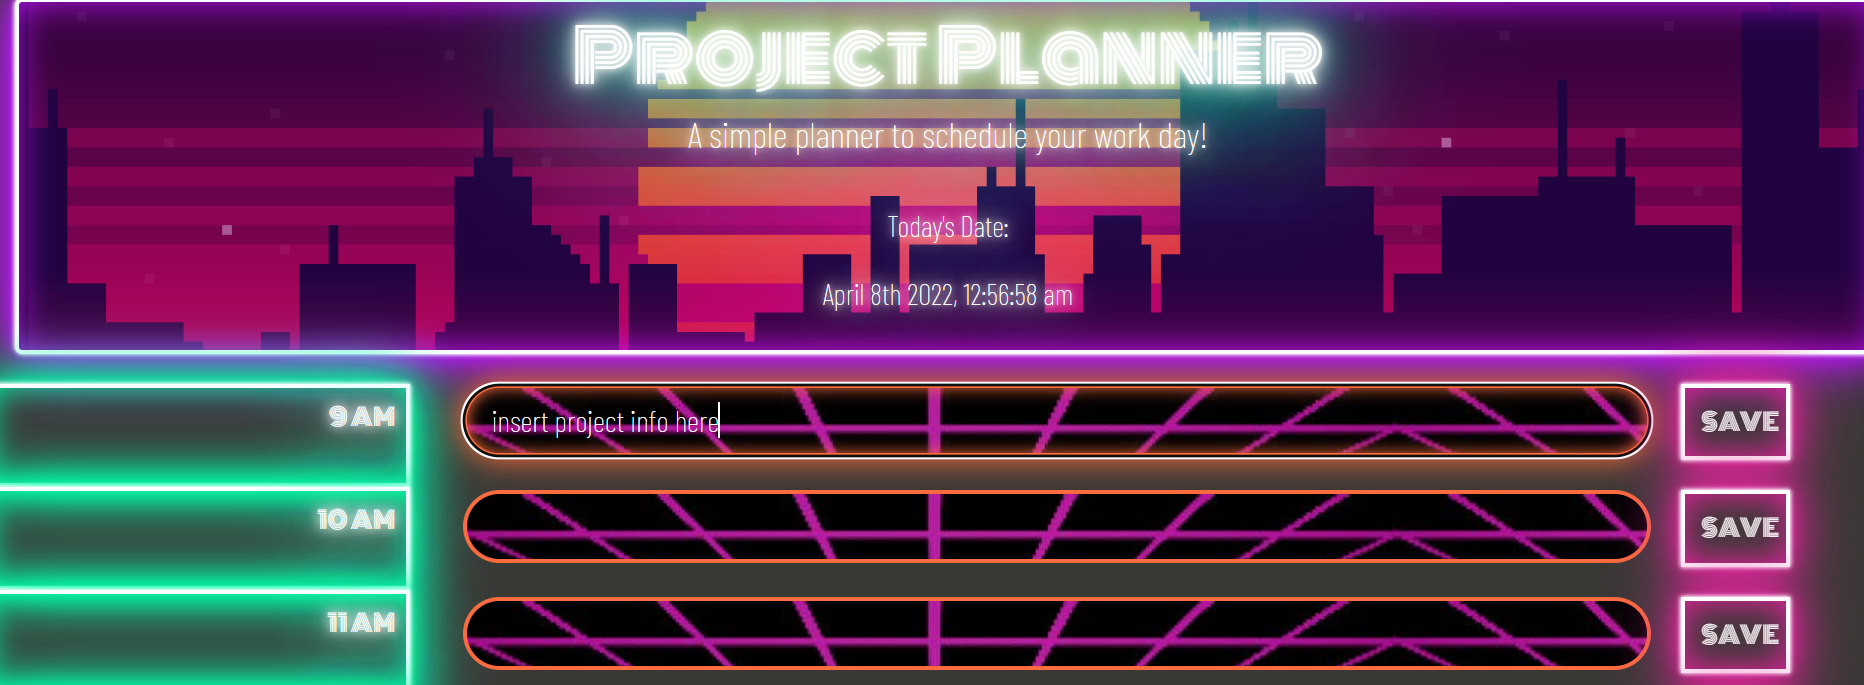 Project Planner
A simple planner to schedule your work day!
Today's Date:
April 8th 2022, 12:56:58 am
9 AM
insert project info here
SAVE
10 AM
SAVE
11 AM
SAVE